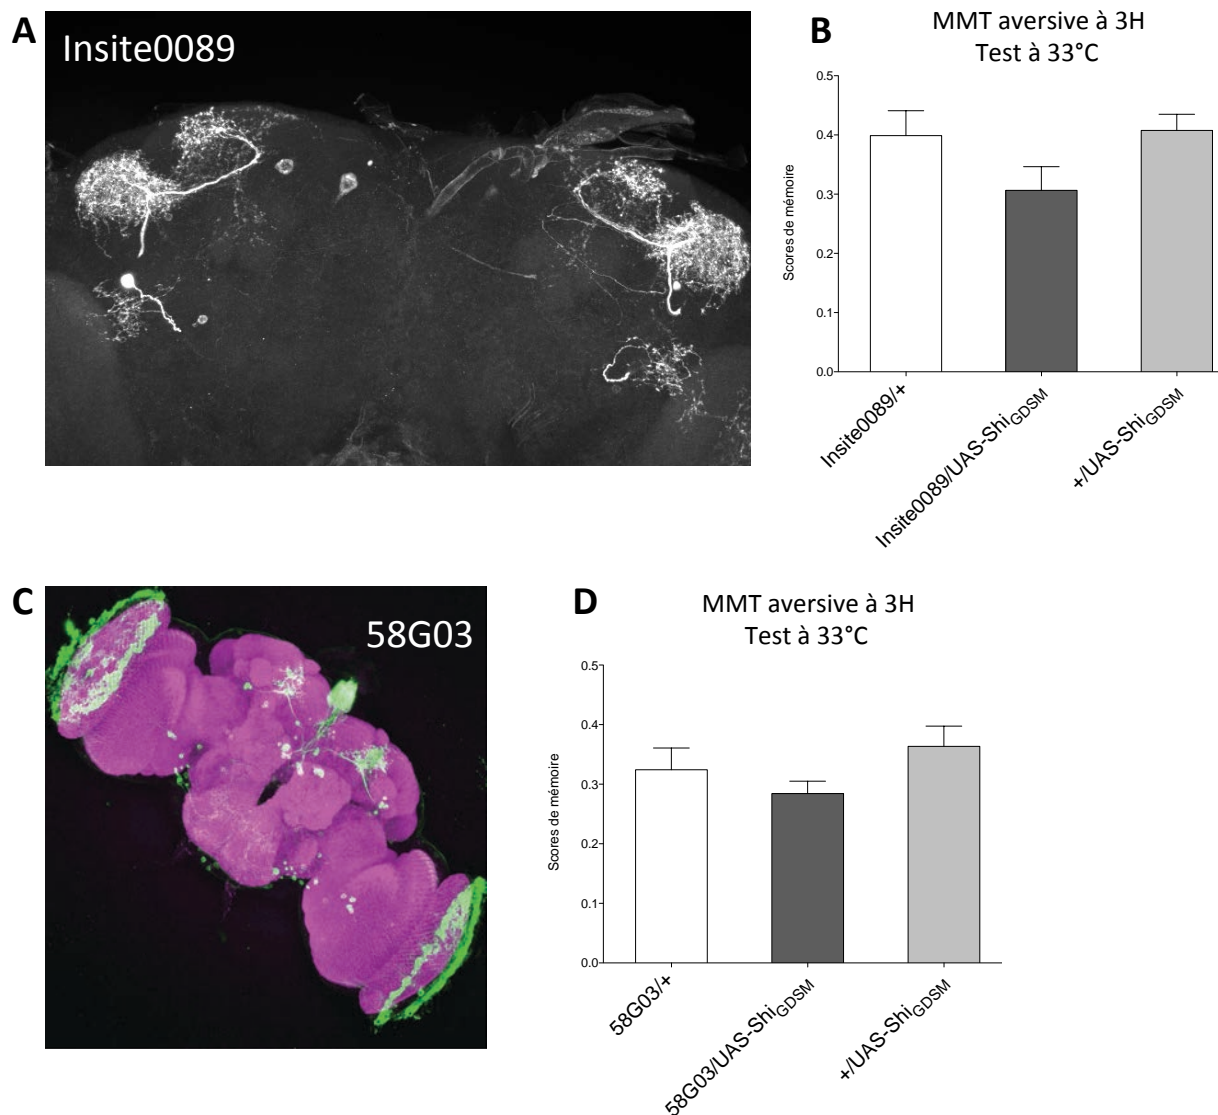 A
Insite0089
B
MMT aversive à 3H
Test à 33°C
Scores de mémoire
0.5
0.4
0.3
0.2
0.1
0.0
Insite0089/+
Insite0089/UAS-ShiGDSM
+/UAS-ShiGDSM
C
58G03
D
MMT aversive à 3H
Test à 33°C
Scores de mémoire
0.5
0.4
0.3
0.2
0.1
0.0
58G03/+
58G03/UAS-ShiGDSM
+/UAS-ShiGDSM